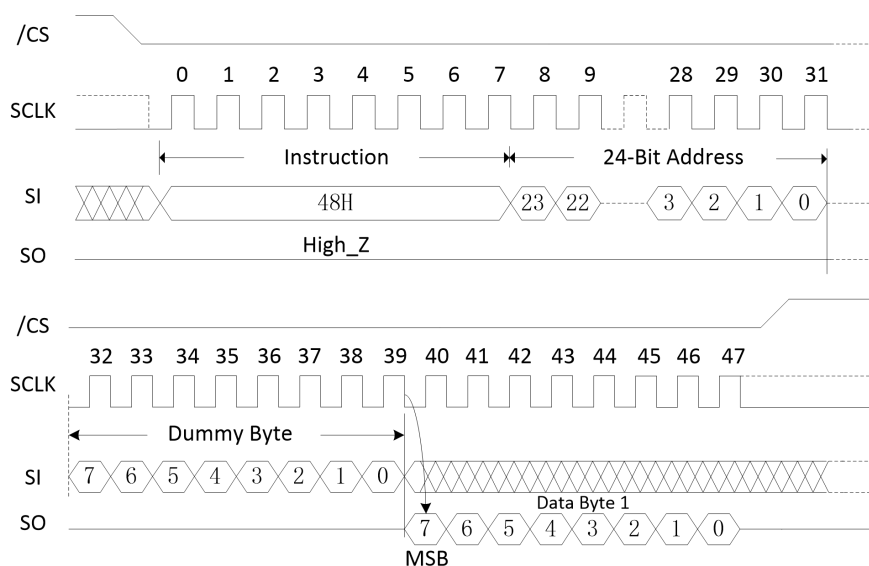 /CS
0 1 2 3 4 5 6 7 8 9 28 29 30 31
SCLK
Instruction 24-Bit Address
SI 48H 23 22 3 2 1 0
High_Z
SO
/CS
32 33 34 35 36 37 38 39 40 41 42 43 44 45 46 47
SCLK
Dummy Byte
SI 7 6 5 4 3 2 1 0
Data Byte 1
SO 7 6 5 4 3 2 1 0
MSB